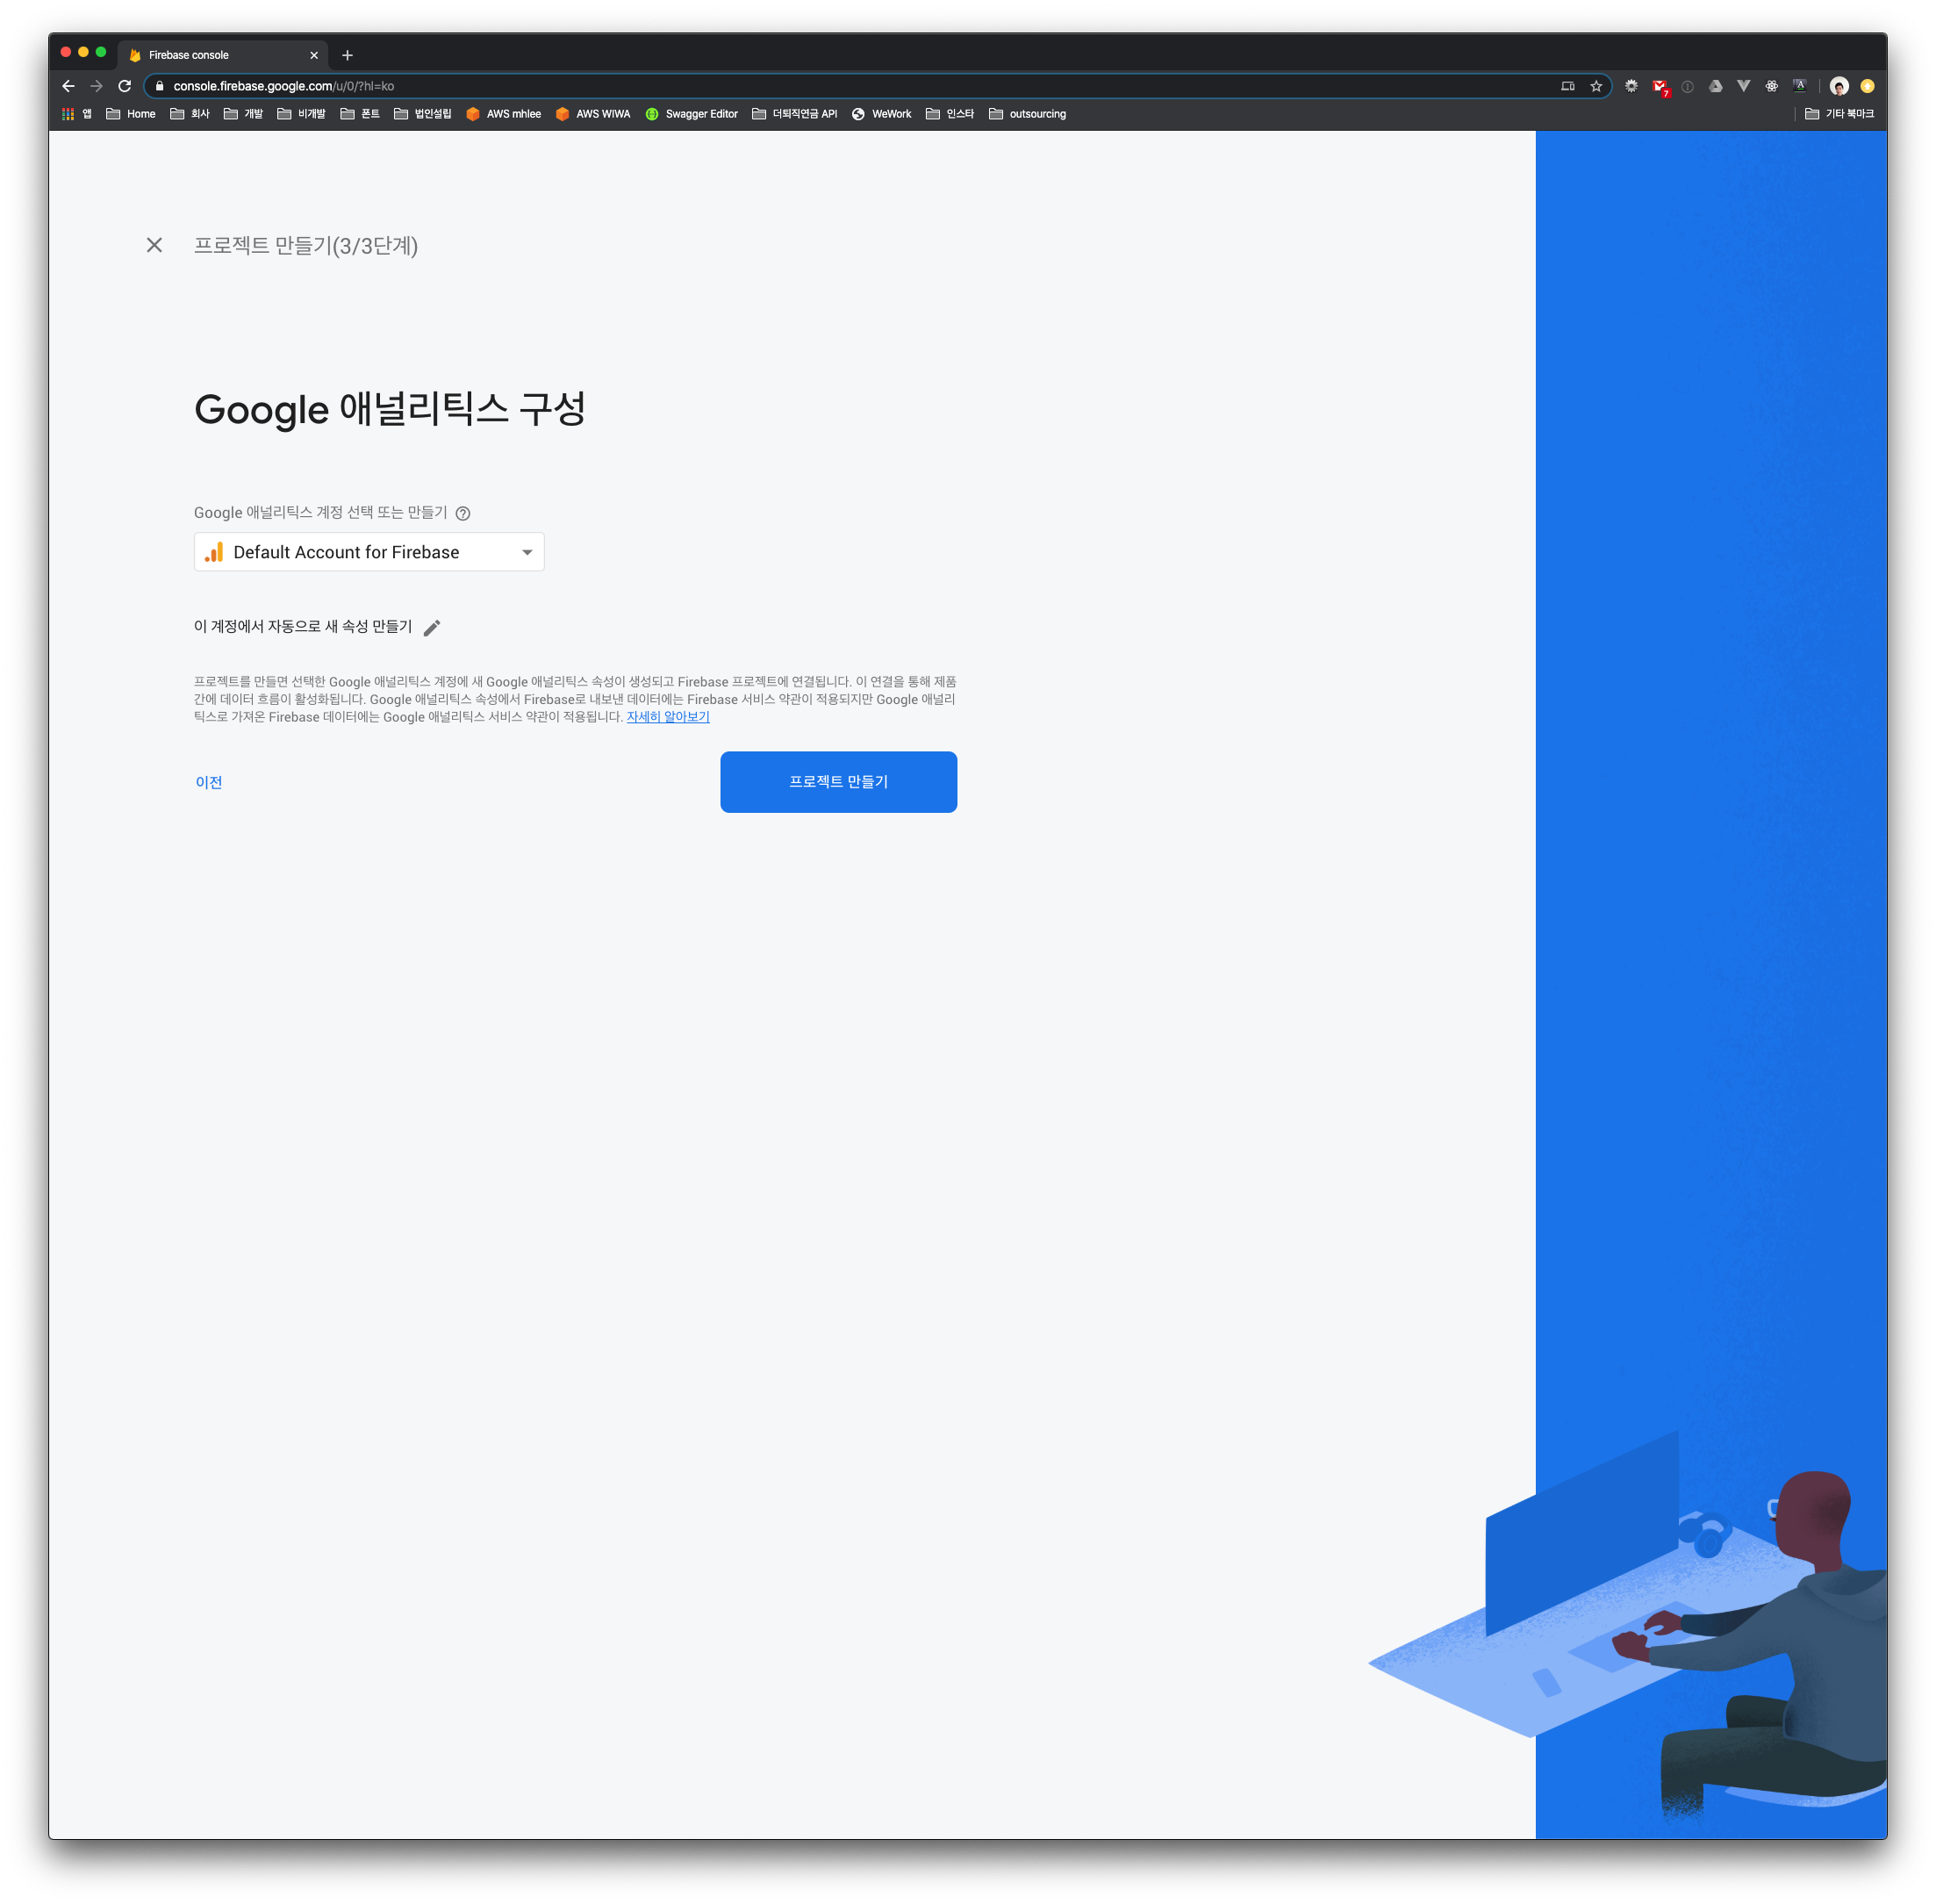 Firebase console
console.firebase.google.com/u/0/?hl=ko
7
앱 Home 회사 개발 비개발 폰트 법인설립 AWS mhlee AWS WIWA Swagger Editor 더퇴직연금 API WeWork 인스타 outsourcing 기타 북마크
프로젝트 만들기(3/3단계)
Google 애널리틱스 구성
Google 애널리틱스 계정 선택 또는 만들기
Default Account for Firebase
이 계정에서 자동으로 새 속성 만들기
프로젝트를 만들면 선택한 Google 애널리틱스 계정에 새 Google 애널리틱스 속성이 생성되고 Firebase 프로젝트에 연결됩니다. 이 연결을 통해 제품
간에 데이터 흐름이 활성화됩니다. Google 애널리틱스 속성에서 Firebase로 내보낸 데이터에는 Firebase 서비스 약관이 적용되지만 Google 애널리
틱스로 가져온 Firebase 데이터에는 Google 애널리틱스 서비스 약관이 적용됩니다. 자세히 알아보기
이전 프로젝트 만들기